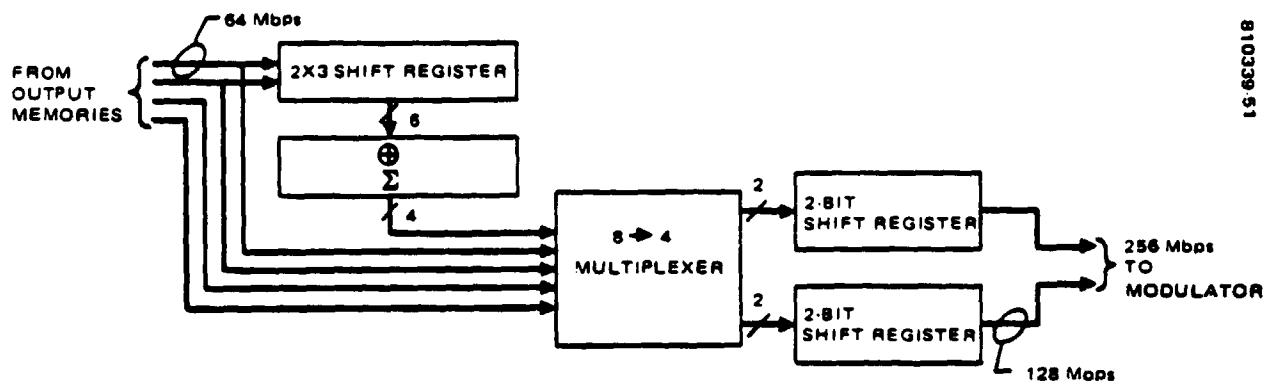 64 Mbps
FROM
OUTPUT
MEMORIES
2X3 SHIFT REGISTER
6
⊕
Σ
4
8 → 4
MULTIPLEXER
2
2-BIT
SHIFT REGISTER
2
2-BIT
SHIFT REGISTER
256 Mbps
TO
MODULATOR
128 Mbps
810339-51